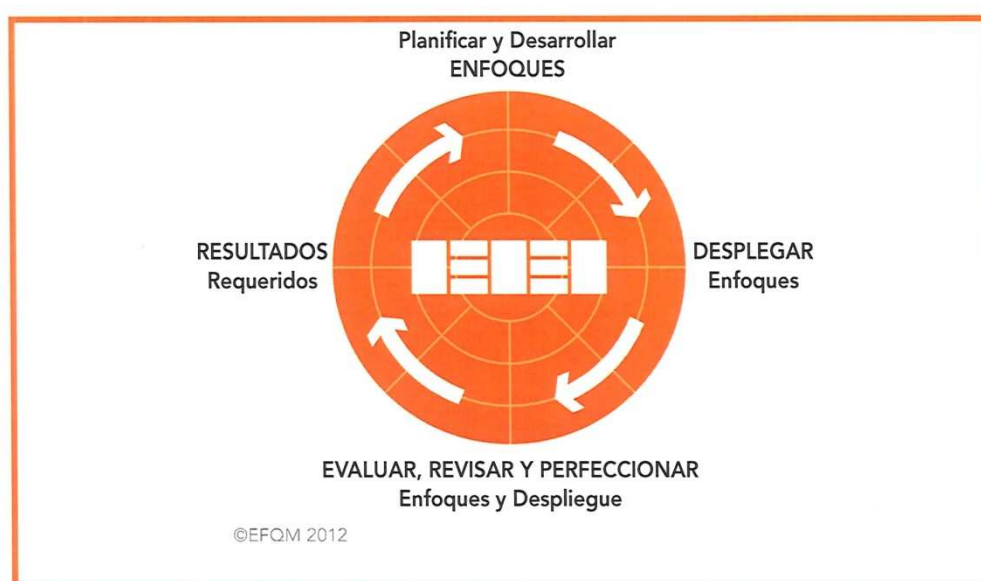 Planificar y Desarrollar
ENFOQUES
RESULTADOS
Requeridos
DESPLEGAR
Enfoques
EVALUAR, REVISAR Y PERFECCIONAR
Enfoques y Despliegue
©EFQM 2012